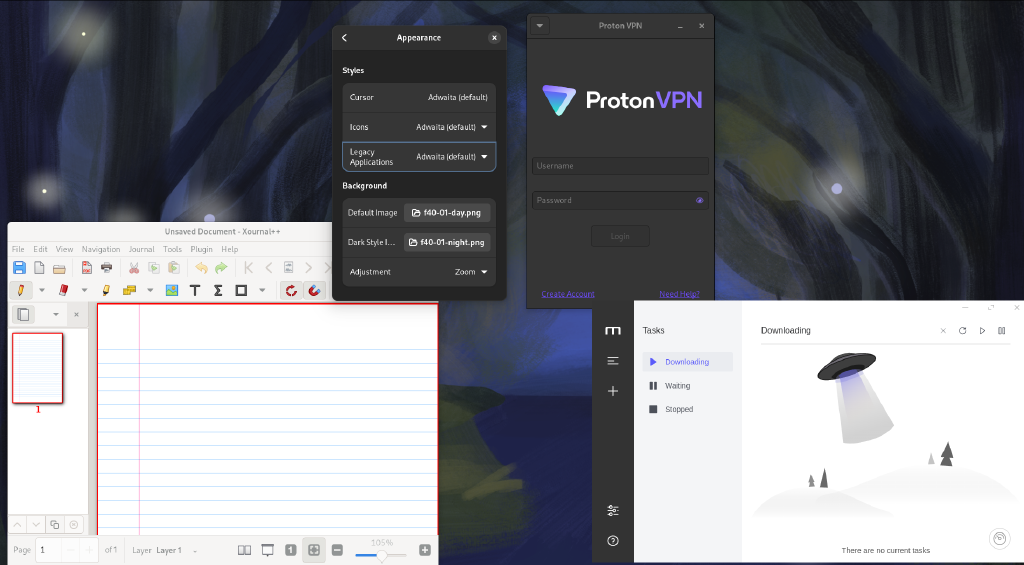 Appearance
Styles
Cursor Adwaita (default)
Icons Adwaita (default)
Legacy
Applications Adwaita (default)
Background
Default Image f40-01-day.png
Dark Style I... f40-01-night.png
Adjustment Zoom
Proton VPN
ProtonVPN
Username
Password
Login
Create Account Need Help?
Unsaved Document - Xournal++
File Edit View Navigation Journal Tools Plugin Help
1
Page 1 of 1 Layer Layer 1 105%
m
Tasks
Downloading
Waiting
Stopped
Downloading
There are no current tasks